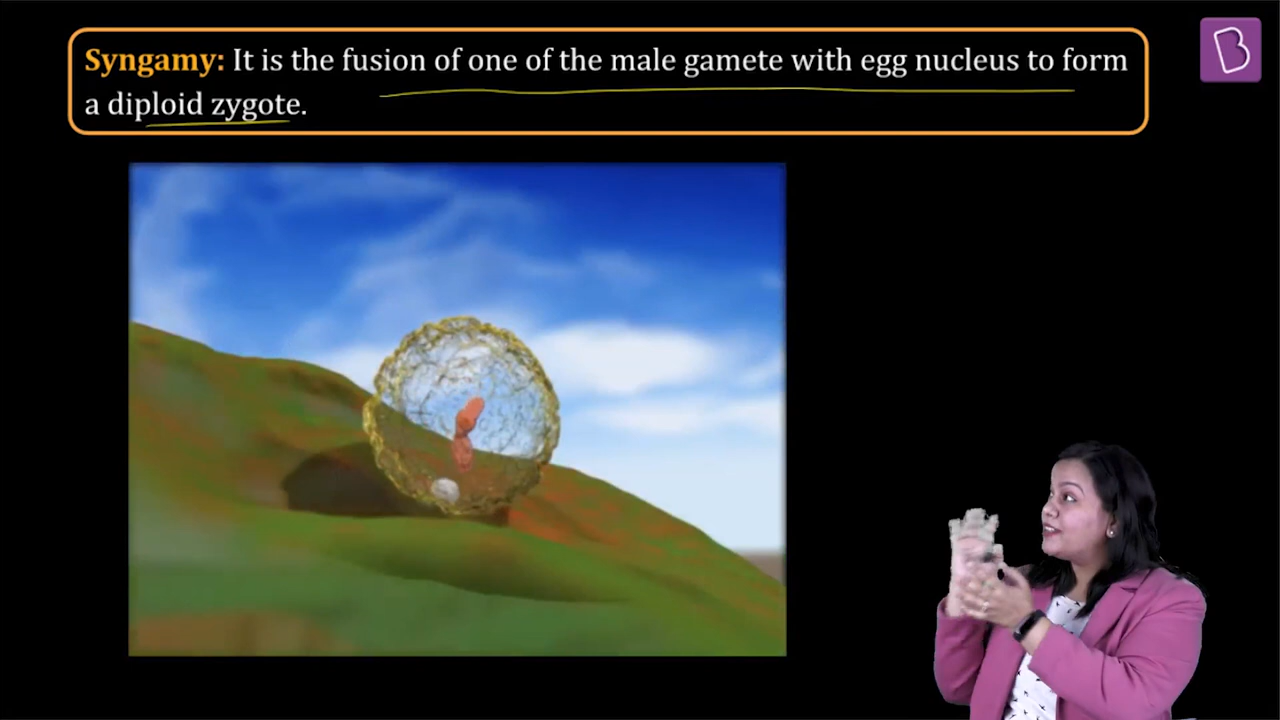 Syngamy: It is the fusion of one of the male gamete with egg nucleus to form
a diploid zygote.